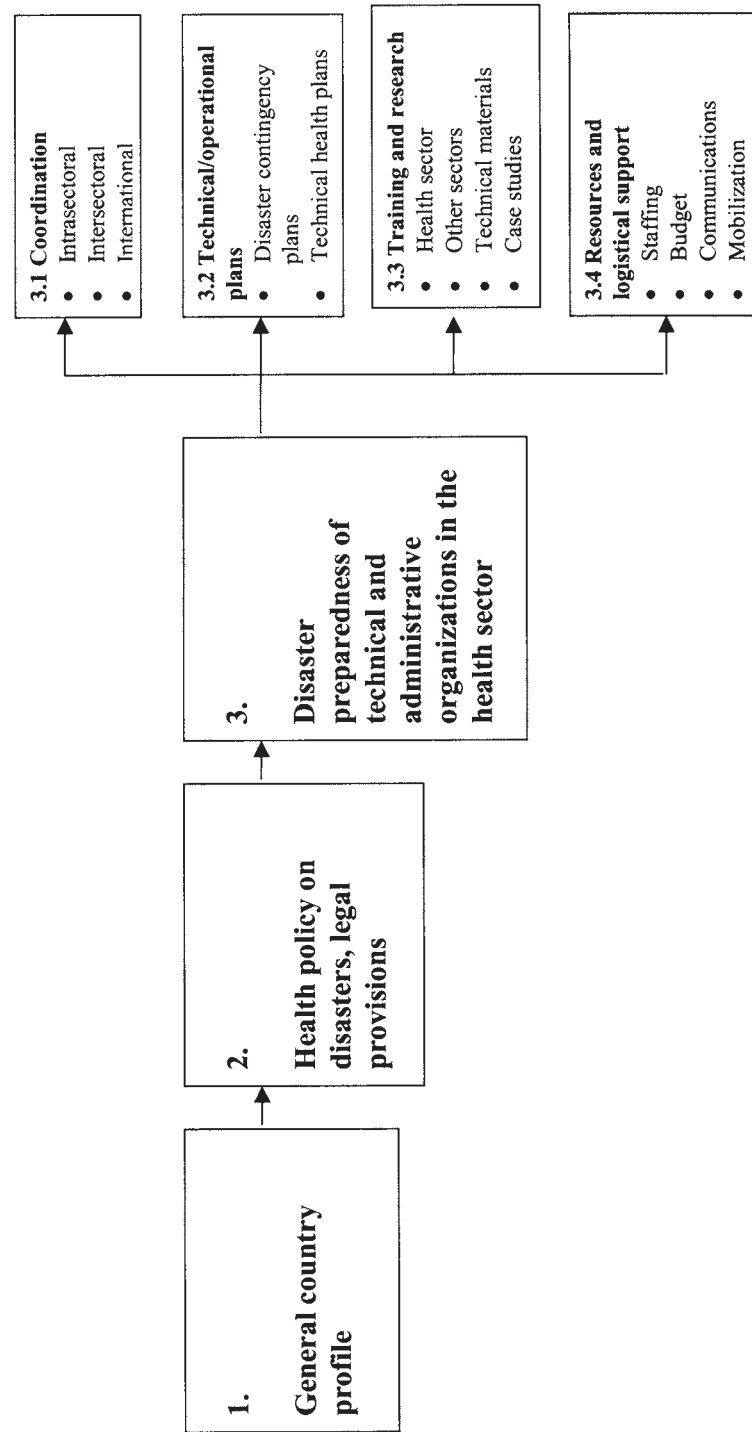 1.
General country
profile
2.
Health policy on
disasters, legal
provisions
3.
Disaster
preparedness of
technical and
administrative
organizations in the
health sector
3.1 Coordination
• Intrasectoral
• Intersectoral
• International
3.2 Technical/operational
plans
• Disaster contingency
plans
• Technical health plans
3.3 Training and research
• Health sector
• Other sectors
• Technical materials
• Case studies
3.4 Resources and
logistical support
• Staffing
• Budget
• Communications
• Mobilization